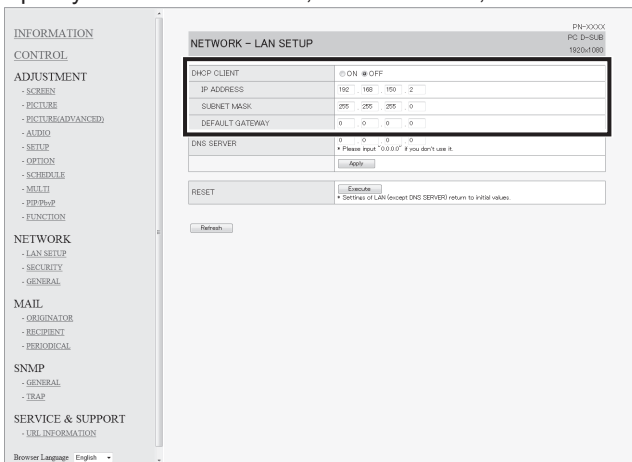 INFORMATION
CONTROL
ADJUSTMENT
- SCREEN
- PICTURE
- PICTURE(ADVANCED)
- AUDIO
- SETUP
- OPTION
- SCHEDULE
- MULTI
- PIP/PbyP
- FUNCTION
NETWORK
- LAN SETUP
- SECURITY
- GENERAL
MAIL
- ORIGINATOR
- RECIPIENT
- PERIODICAL
SNMP
- GENERAL
- TRAP
SERVICE & SUPPORT
- URL INFORMATION
Browser Language English
PN-XXXX
NETWORK – LAN SETUP PC D-SUB
1920x1080
DHCP CLIENT ON OFF
IP ADDRESS 192 . 168 . 150 . 2
SUBNET MASK 255 . 255 . 255 . 0
DEFAULT GATEWAY 0 . 0 . 0 . 0
DNS SERVER 0 . 0 . 0 . 0
* Please input "0.0.0.0" if you don't use it.
Apply
RESET Execute
* Settings of LAN (except DNS SERVER) return to initial values.
Refresh